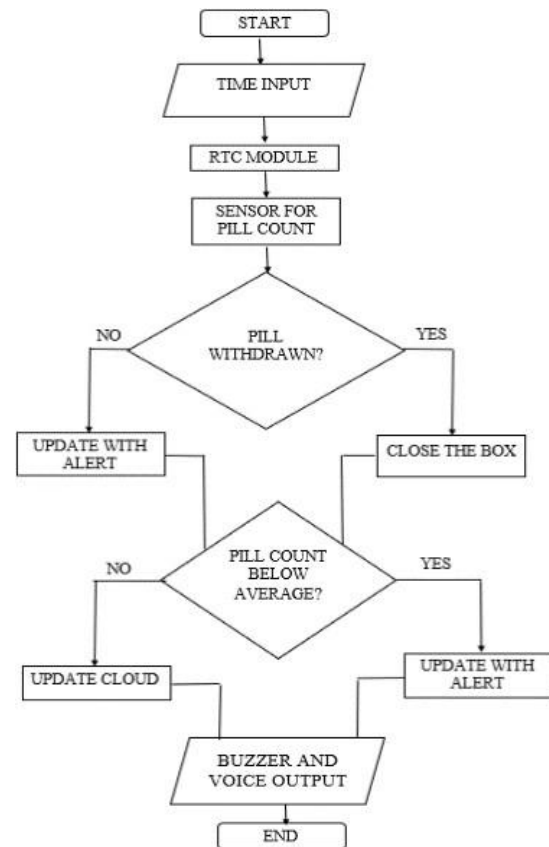 START
TIME INPUT
RTC MODULE
SENSOR FOR
PILL COUNT
NO
YES
PILL
WITHDRAWN?
UPDATE WITH
ALERT
CLOSE THE BOX
NO
YES
PILL COUNT
BELOW
AVERAGE?
UPDATE CLOUD
UPDATE WITH
ALERT
BUZZER AND
VOICE OUTPUT
END